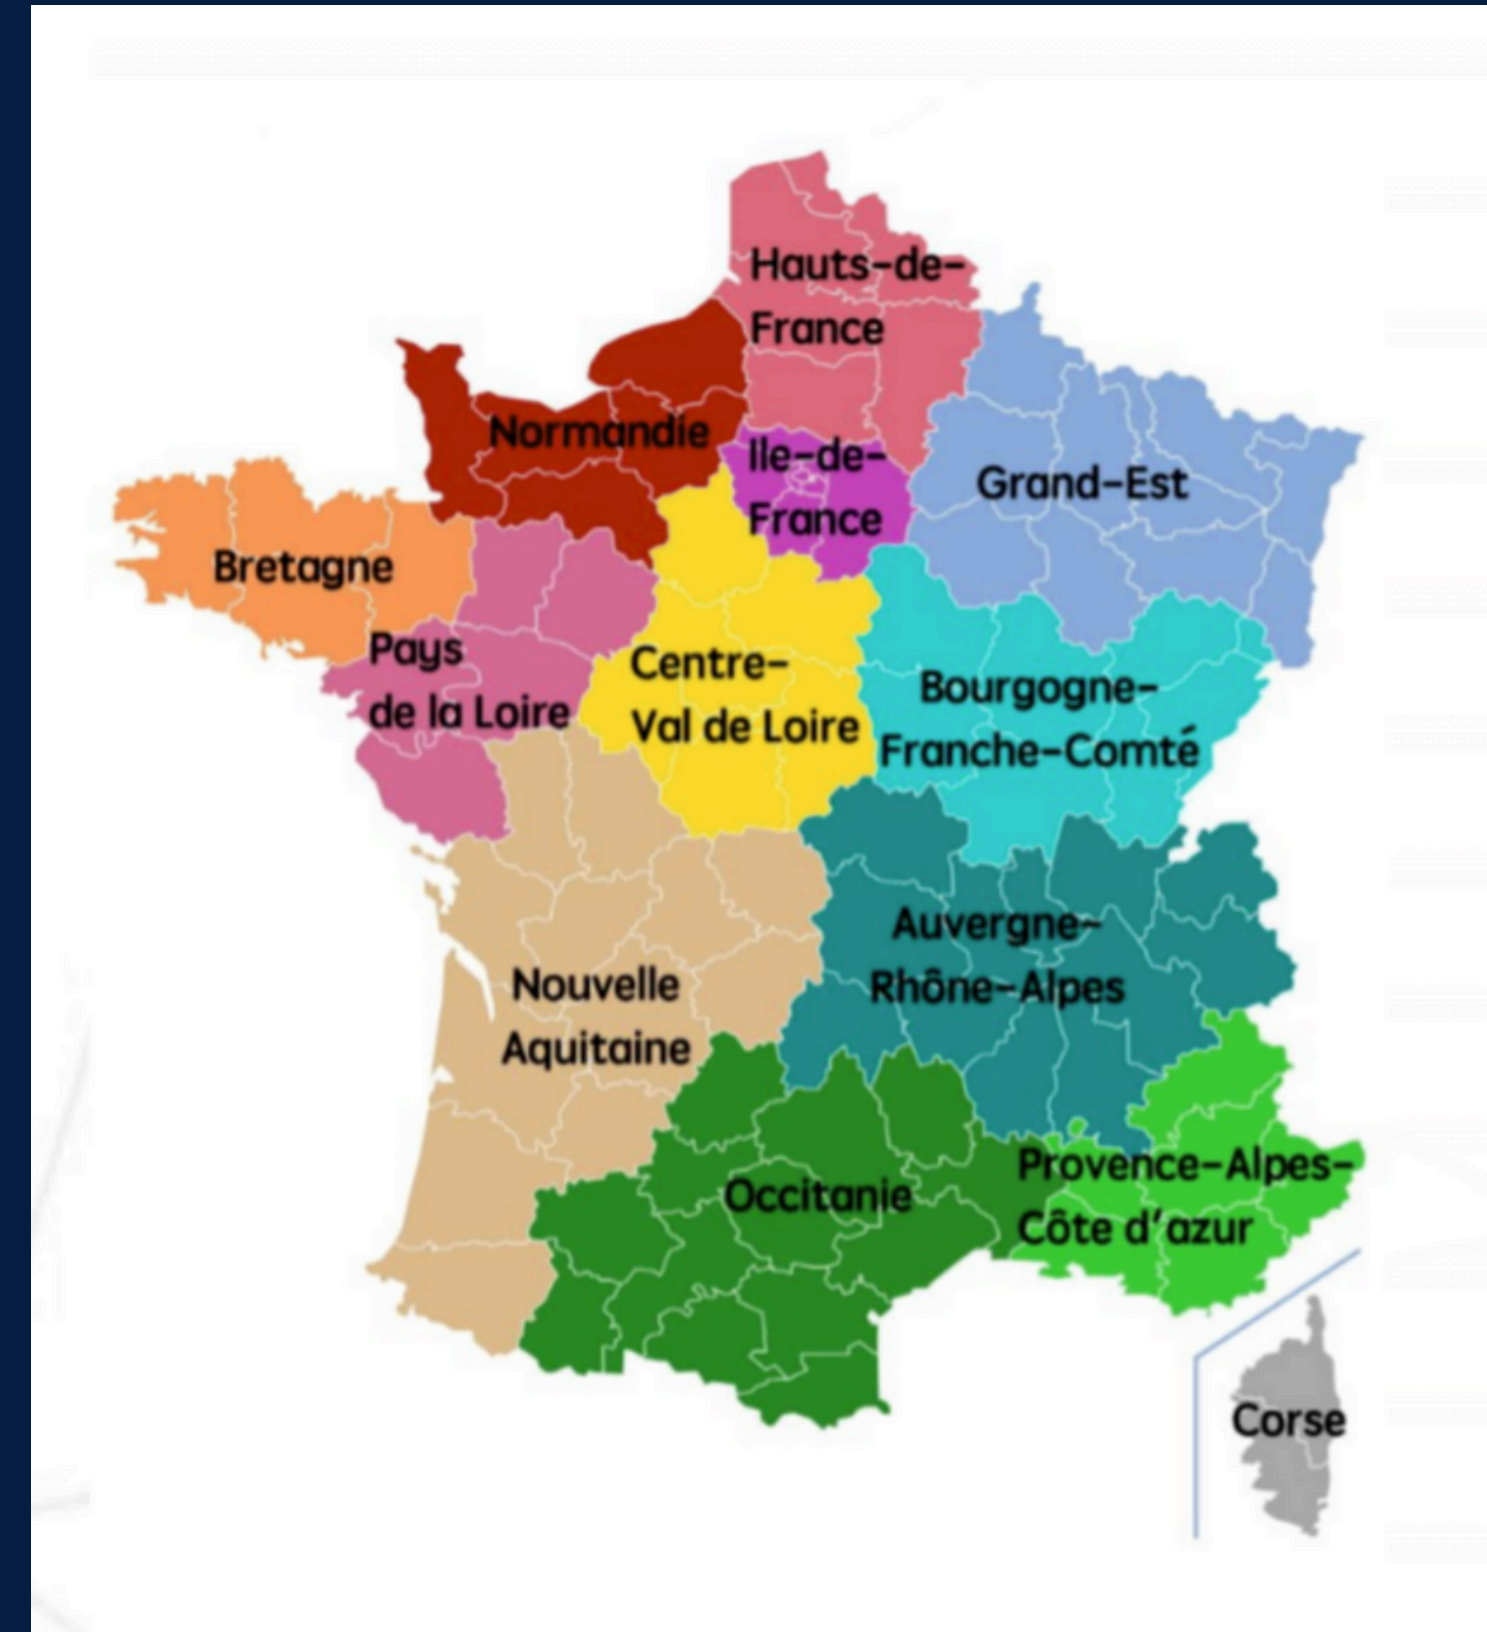 Hauts-de-
France
Normandie
Ile-de-
France
Grand-Est
Bretagne
Pays
de la Loire
Centre-
Val de Loire
Bourgogne-
Franche-Comté
Auvergne-
Rhône-Alpes
Nouvelle
Aquitaine
Occitanie
Provence-Alpes-
Côte d'azur
Corse